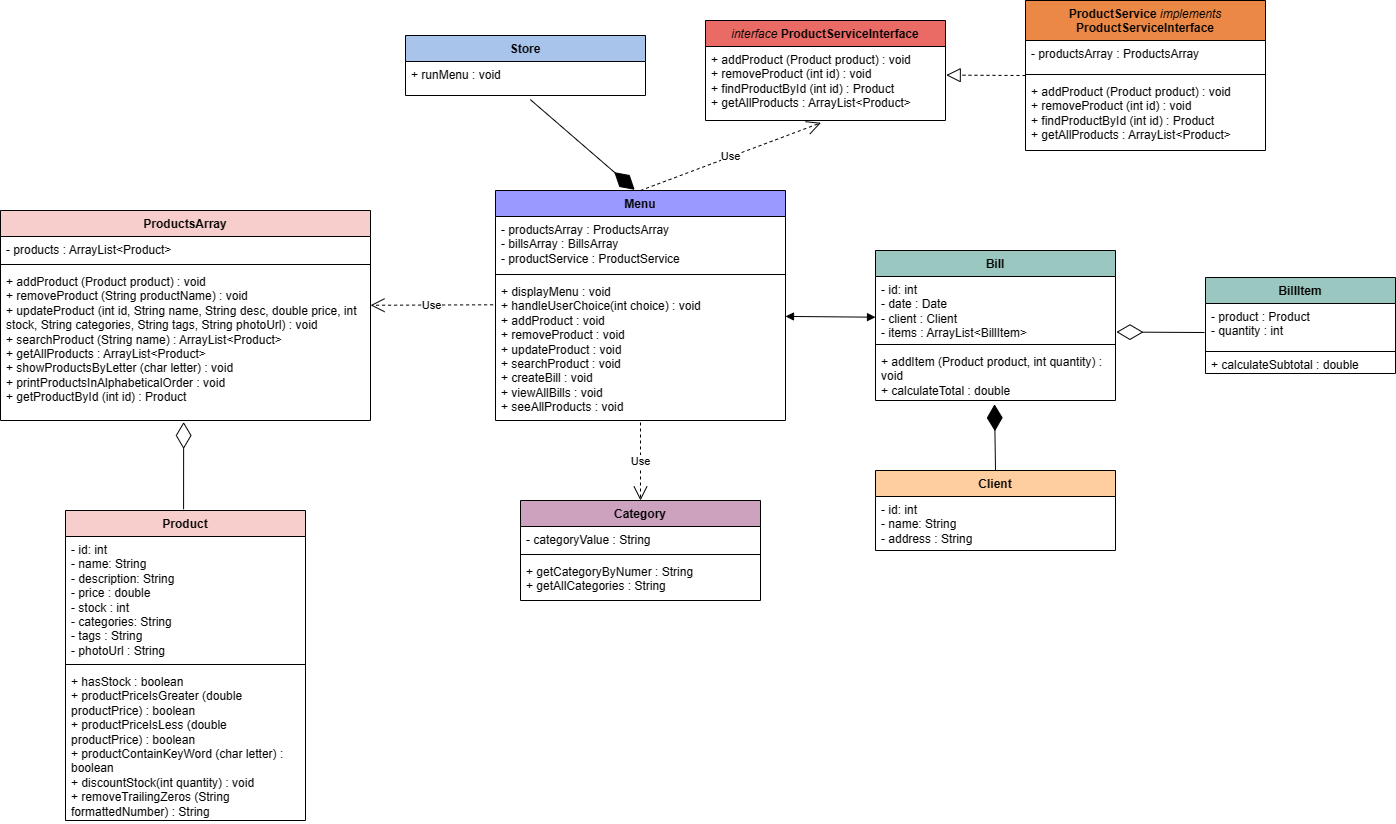 Store
+ runMenu : void
interface ProductServiceInterface
+ addProduct (Product product) : void
+ removeProduct (int id) : void
+ findProductById (int id) : Product
+ getAllProducts : ArrayList<Product>
ProductService implements
ProductServiceInterface
- productsArray : ProductsArray
+ addProduct (Product product) : void
+ removeProduct (int id) : void
+ findProductById (int id) : Product
+ getAllProducts : ArrayList<Product>
Use
ProductsArray
- products : ArrayList<Product>
+ addProduct (Product product) : void
+ removeProduct (String productName) : void
+ updateProduct (int id, String name, String desc, double price, int
stock, String categories, String tags, String photoUrl) : void
+ searchProduct (String name) : ArrayList<Product>
+ getAllProducts : ArrayList<Product>
+ showProductsByLetter (char letter) : void
+ printProductsInAlphabeticalOrder : void
+ getProductById (int id) : Product
Use
Menu
- productsArray : ProductsArray
- billsArray : BillsArray
- productService : ProductService
+ displayMenu : void
+ handleUserChoice(int choice) : void
+ addProduct : void
+ removeProduct : void
+ updateProduct : void
+ searchProduct : void
+ createBill : void
+ viewAllBills : void
+ seeAllProducts : void
Bill
- id: int
- date : Date
- client : Client
- items : ArrayList<BillItem>
+ addItem (Product product, int quantity) :
void
+ calculateTotal : double
BillItem
- product : Product
- quantity : int
+ calculateSubtotal : double
Use
Client
- id: int
- name: String
- address : String
Category
- categoryValue : String
+ getCategoryByNumer : String
+ getAllCategories : String
Product
- id: int
- name: String
- description: String
- price : double
- stock : int
- categories: String
- tags : String
- photoUrl : String
+ hasStock : boolean
+ productPriceIsGreater (double
productPrice) : boolean
+ productPriceIsLess (double
productPrice) : boolean
+ productContainKeyWord (char letter) :
boolean
+ discountStock(int quantity) : void
+ removeTrailingZeros (String
formattedNumber) : String